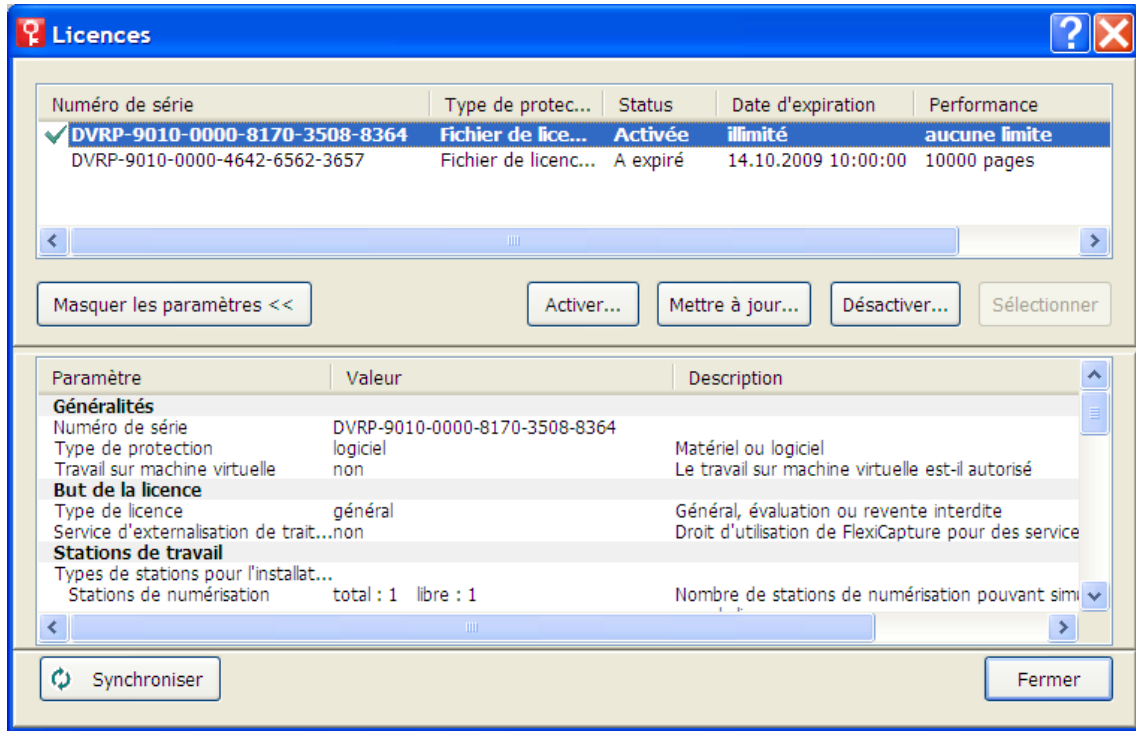 Licences
Numéro de série Type de protec... Status Date d'expiration Performance
DVRP-9010-0000-8170-3508-8364 Fichier de lice... Activée illimité aucune limite
DVRP-9010-0000-4642-6562-3657 Fichier de licenc... A expiré 14.10.2009 10:00:00 10000 pages
Masquer les paramètres << Activer... Mettre à jour... Désactiver... Sélectionner
Paramètre Valeur Description
Généralités
Numéro de série DVRP-9010-0000-8170-3508-8364
Type de protection logiciel Matériel ou logiciel
Travail sur machine virtuelle non Le travail sur machine virtuelle est-il autorisé
But de la licence
Type de licence général Général, évaluation ou revente interdite
Service d'externalisation de trait...non Droit d'utilisation de FlexiCapture pour des service
Stations de travail
Types de stations pour l'installat...
Stations de numérisation total : 1 libre : 1 Nombre de stations de numérisation pouvant simu
Synchroniser Fermer